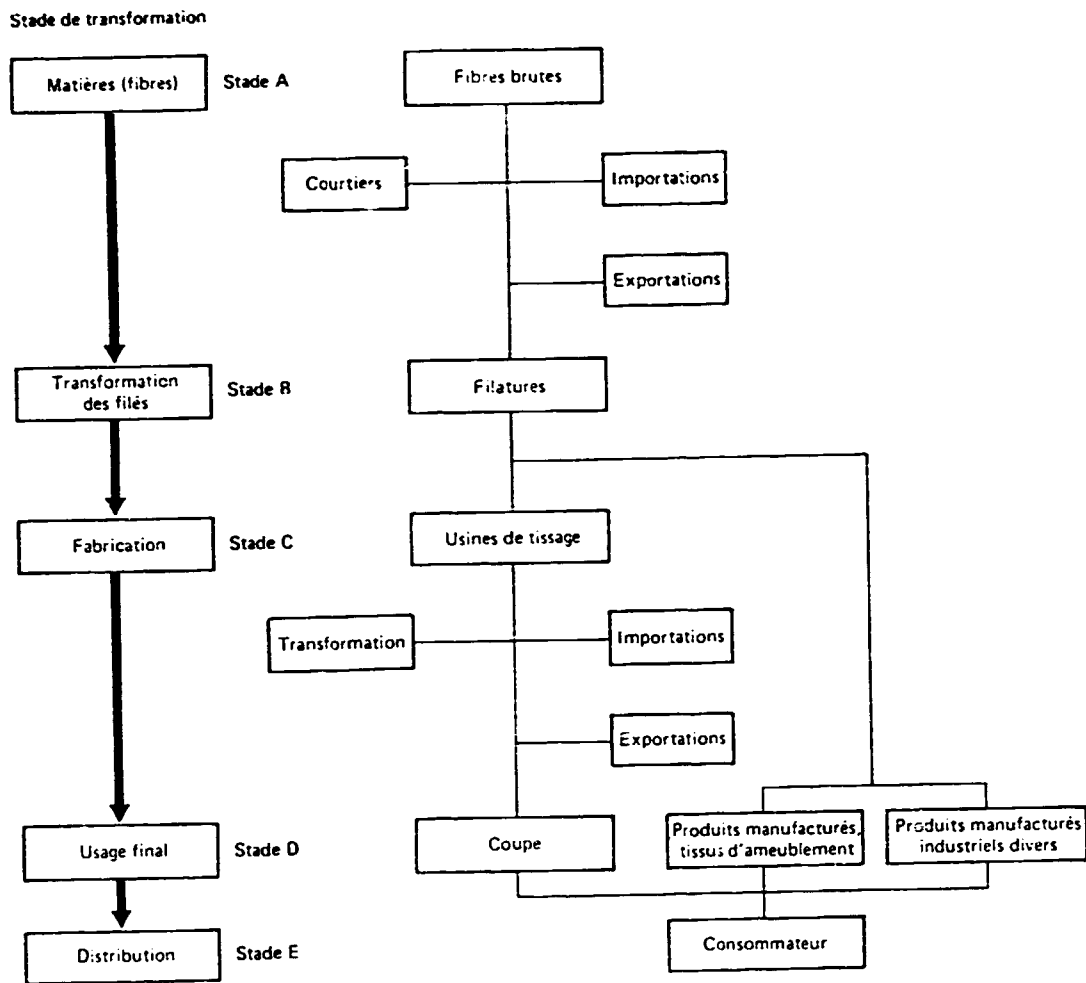 Stade de transformation
Matières (fibres)
Stade A
Fibres brutes
Courtiers
Importations
Exportations
Transformation
des filés
Stade B
Filatures
Fabrication
Stade C
Usines de tissage
Transformation
Importations
Exportations
Usage final
Stade D
Coupe
Produits manufacturés,
tissus d'ameublement
Produits manufacturés
industriels divers
Distribution
Stade E
Consommateur